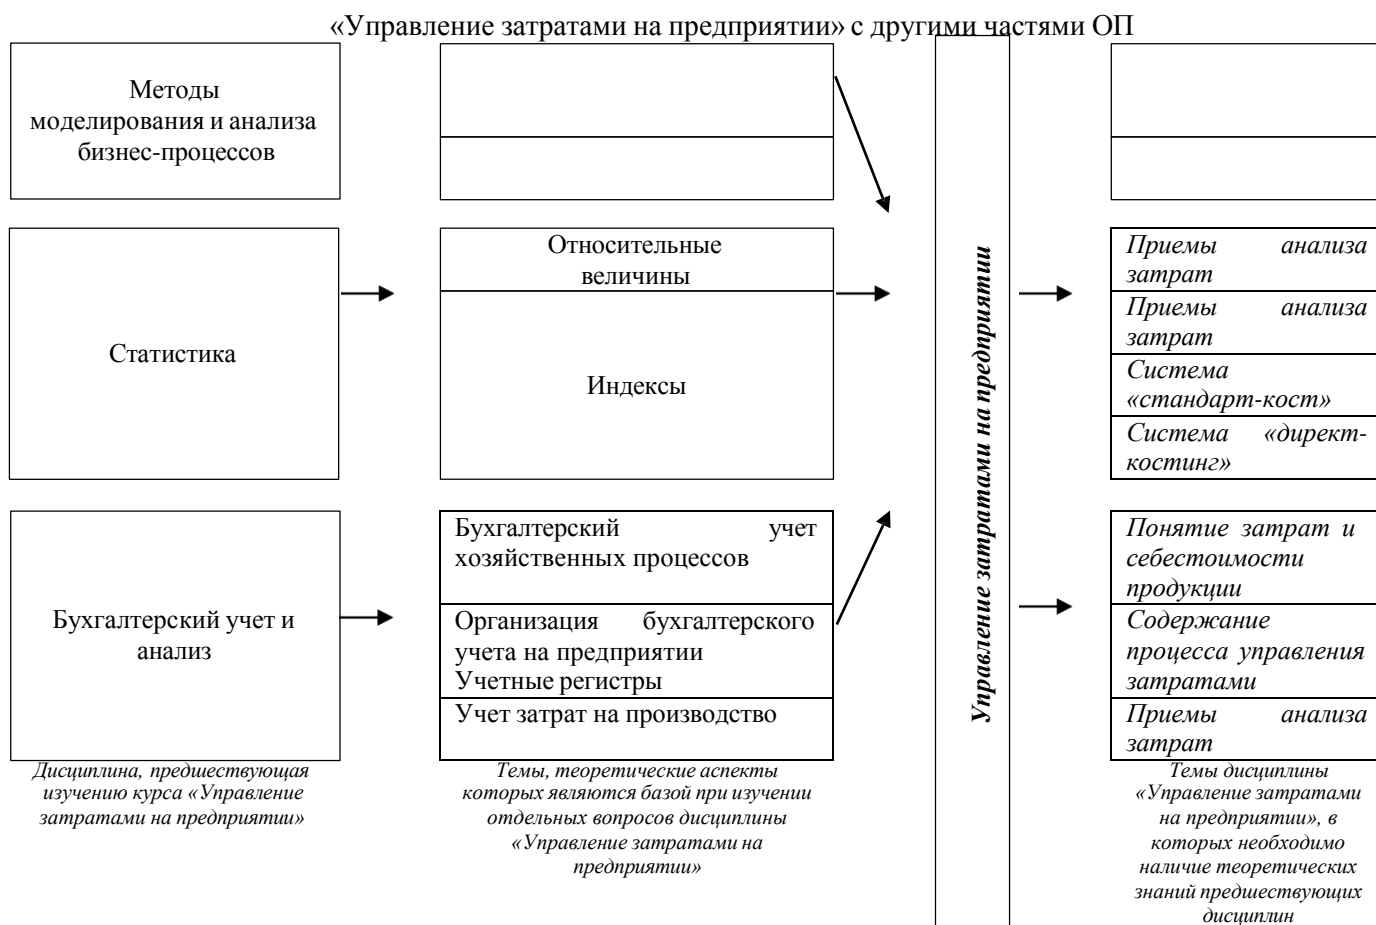 «Управление затратами на предприятии» с другими частями ОП
Методы
моделирования и анализа
бизнес-процессов
Статистика
Относительные
величины
Индексы
Управление затратами на предприятии
Приемы анализа
затрат
Приемы анализа
затрат
Система
«стандарт-кост»
Система «директ-
костинг»
Бухгалтерский учет и
анализ
Бухгалтерский учет
хозяйственных процессов
Организация бухгалтерского
учета на предприятии
Учетные регистры
Учет затрат на производство
Понятие затрат и
себестоимости
продукции
Содержание
процесса управления
затратами
Приемы анализа
затрат
Дисциплина, предшествующая
изучению курса «Управление
затратами на предприятии»
Темы, теоретические аспекты
которых являются базой при изучении
отдельных вопросов дисциплины
«Управление затратами на
предприятии»
Темы дисциплины
«Управление затратами
на предприятии», в
которых необходимо
наличие теоретических
знаний предшествующих
дисциплин